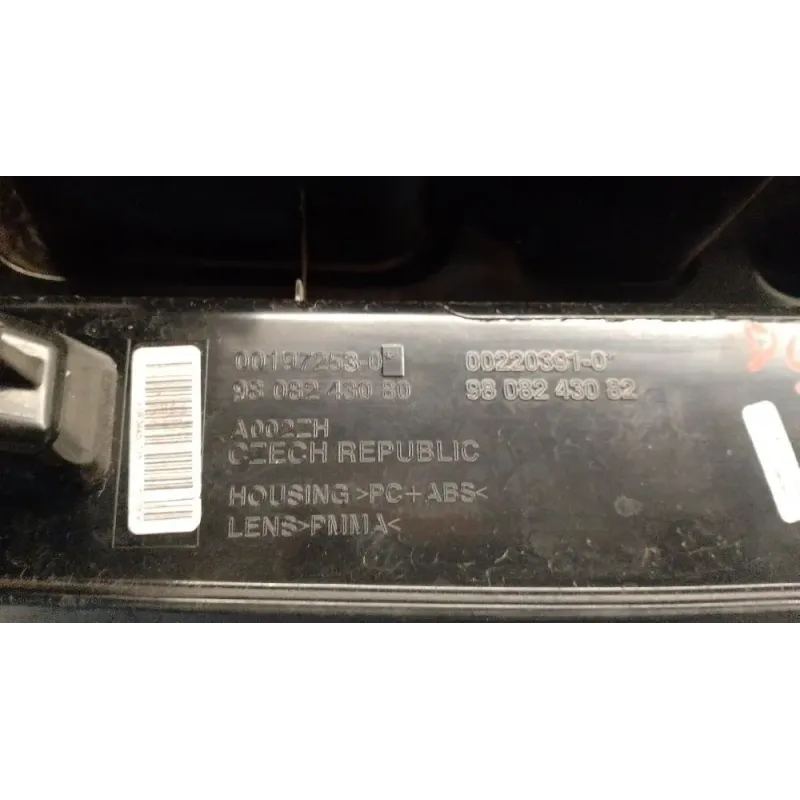 00197253-0* 00220391-0*
98 082 430 80 98 082 430 82
A002EH
CZECH REPUBLIC
HOUSING >PC+ABS<
LENS>PMMA<